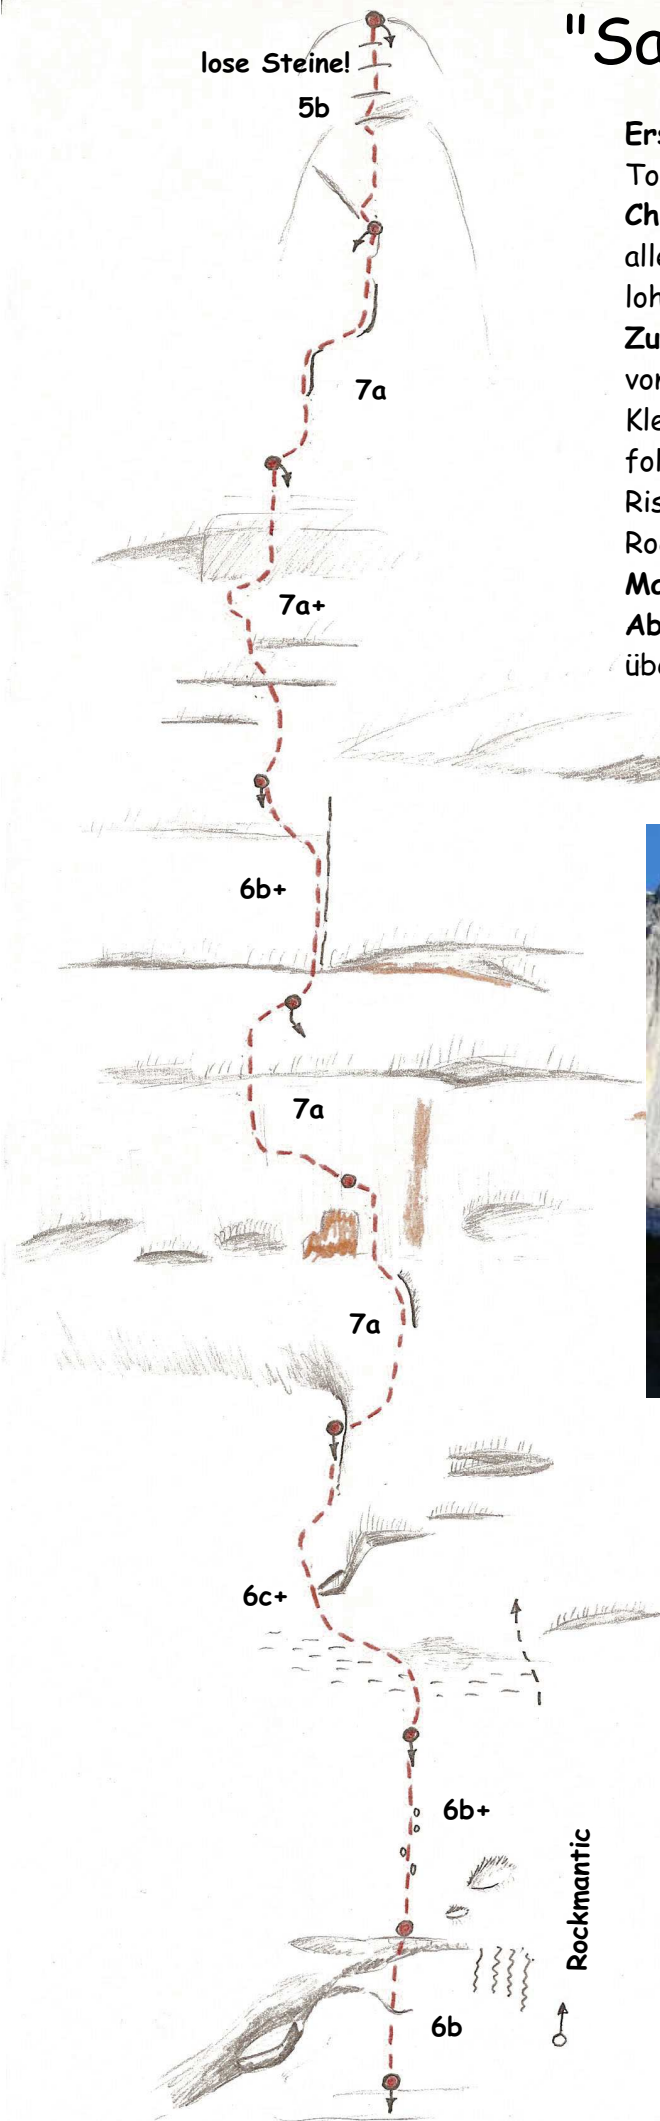 "Sa
lose Steine!
5b
Ers
To
Ch
alle
loh
Zu
7a
vor
Kle
fol
Ris
Ro
7a+
Ma
Ab
übe
6b+
7a
7a
6c+
6b+
Rockmantic
6b